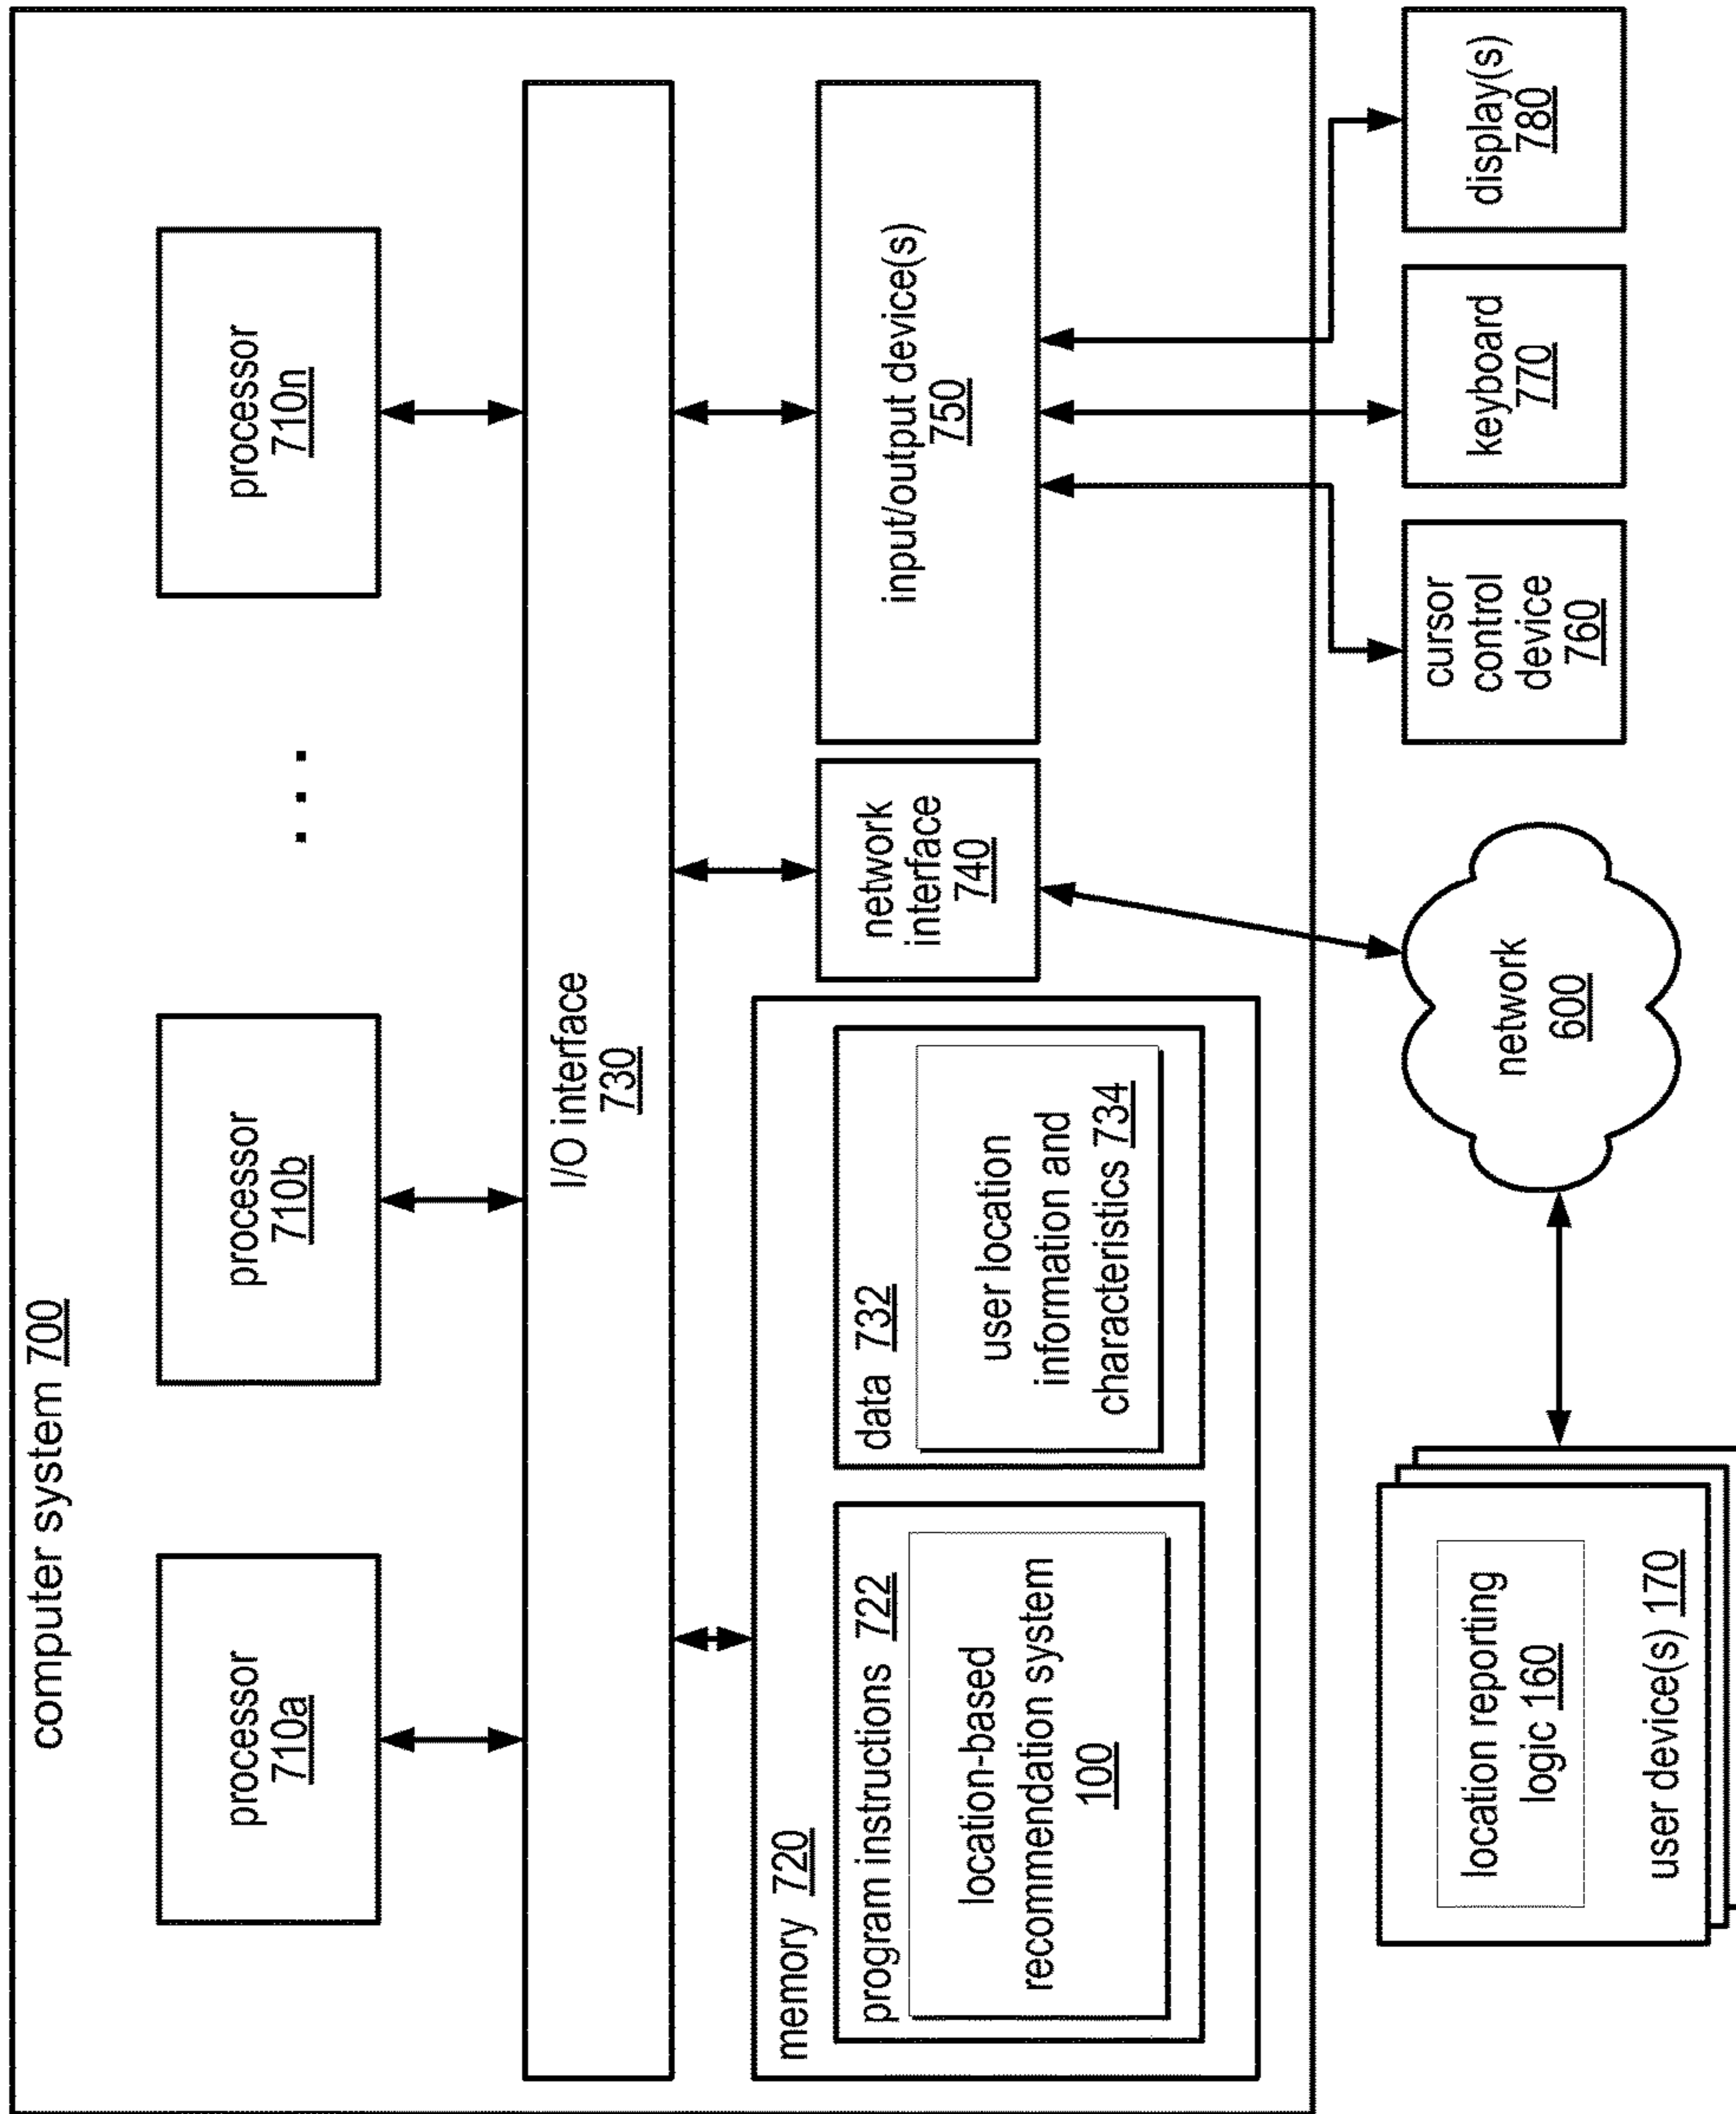 computer system 700
processor
710a
processor
710b
. . .
processor
710n
I/O interface
730
memory 720
program instructions 722
location-based
recommendation system
100
data 732
user location
information and
characteristics 734
network
interface
740
input/output device(s)
750
location reporting
logic 160
user device(s) 170
network
600
cursor
control
device
760
keyboard
770
display(s)
780